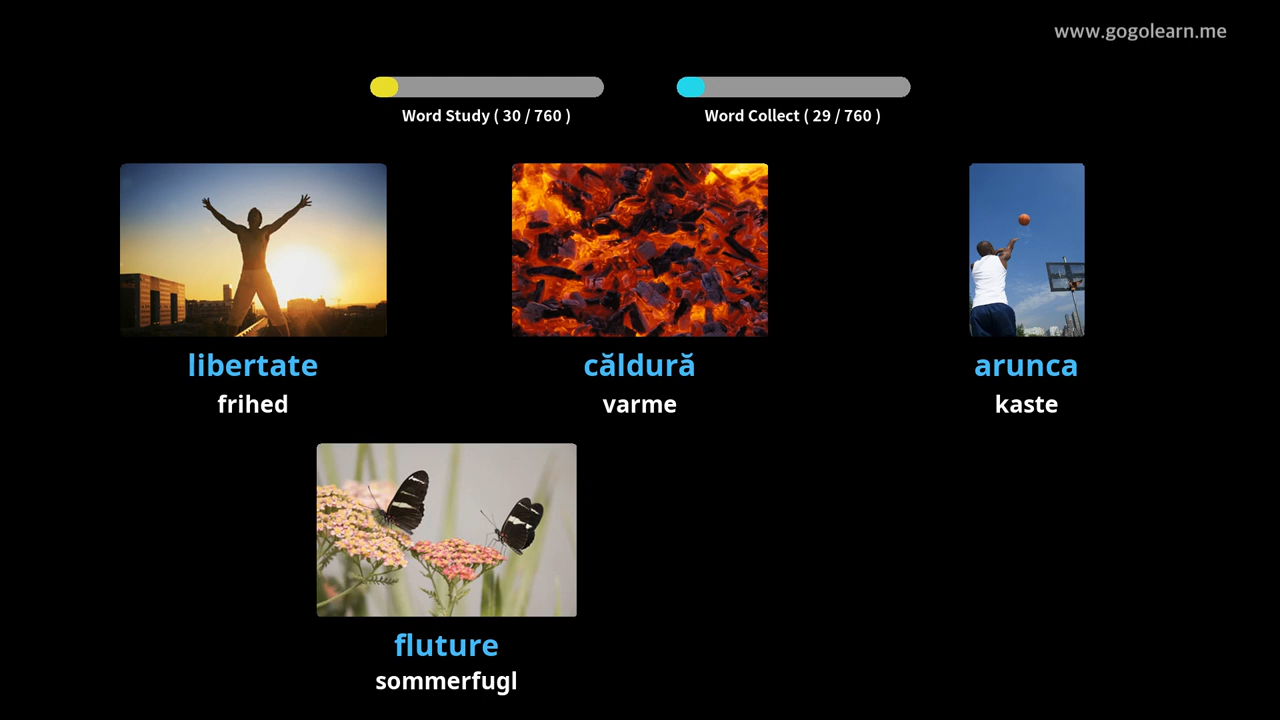 www.gogolearn.me
Word Study ( 30 / 760 )
Word Collect ( 29 / 760 )
libertate
frihed
căldură
varme
arunca
kaste
fluture
sommerfugl